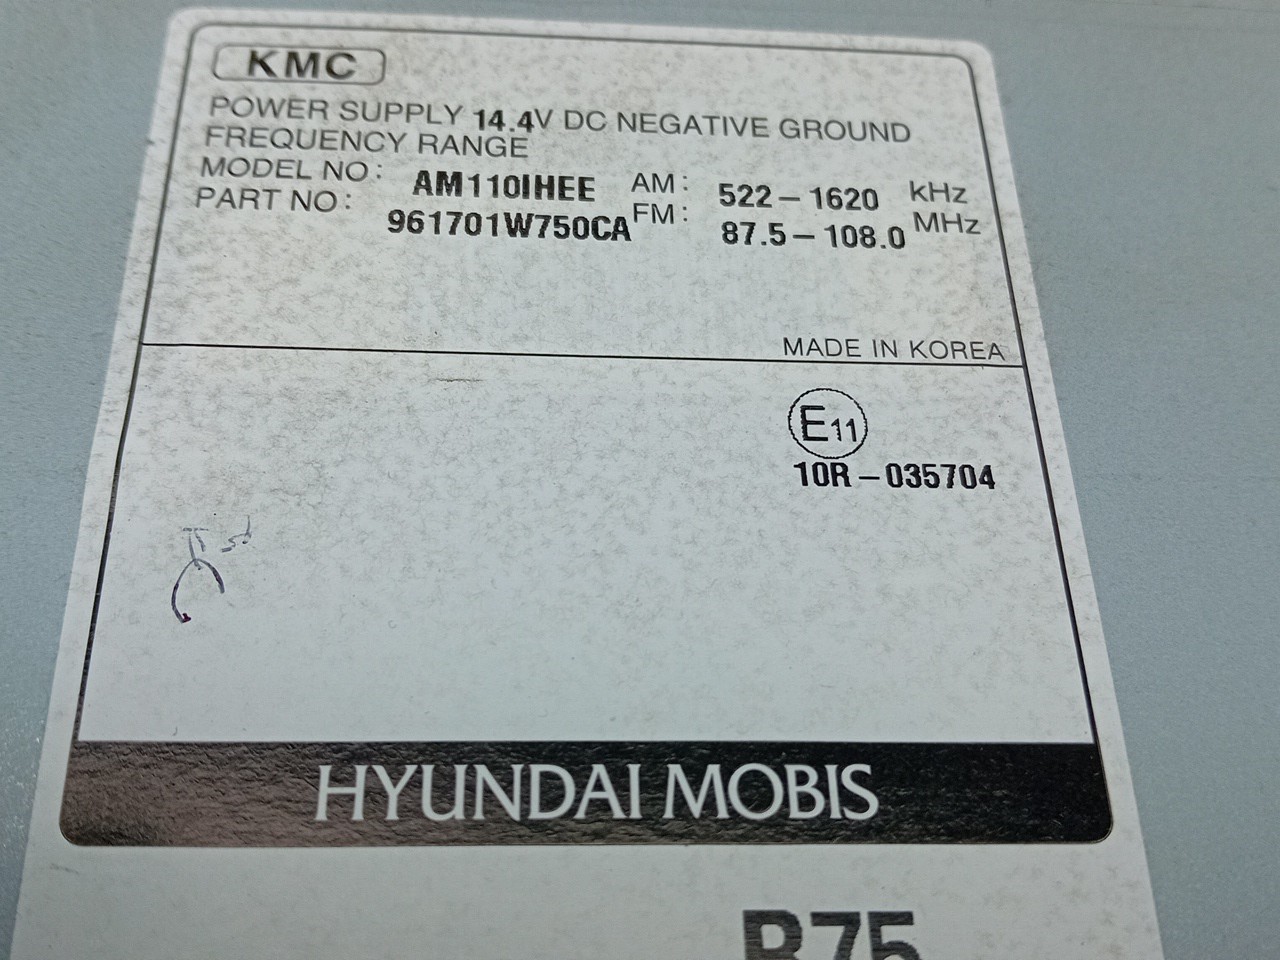 KMC
POWER SUPPLY 14.4V DC NEGATIVE GROUND
FREQUENCY RANGE
MODEL NO: AM110IHEE AM: 522-1620 kHz
PART NO: 961701W750CA FM: 87.5-108.0 MHz
MADE IN KOREA
E11
10R-035704
HYUNDAI MOBIS
B75